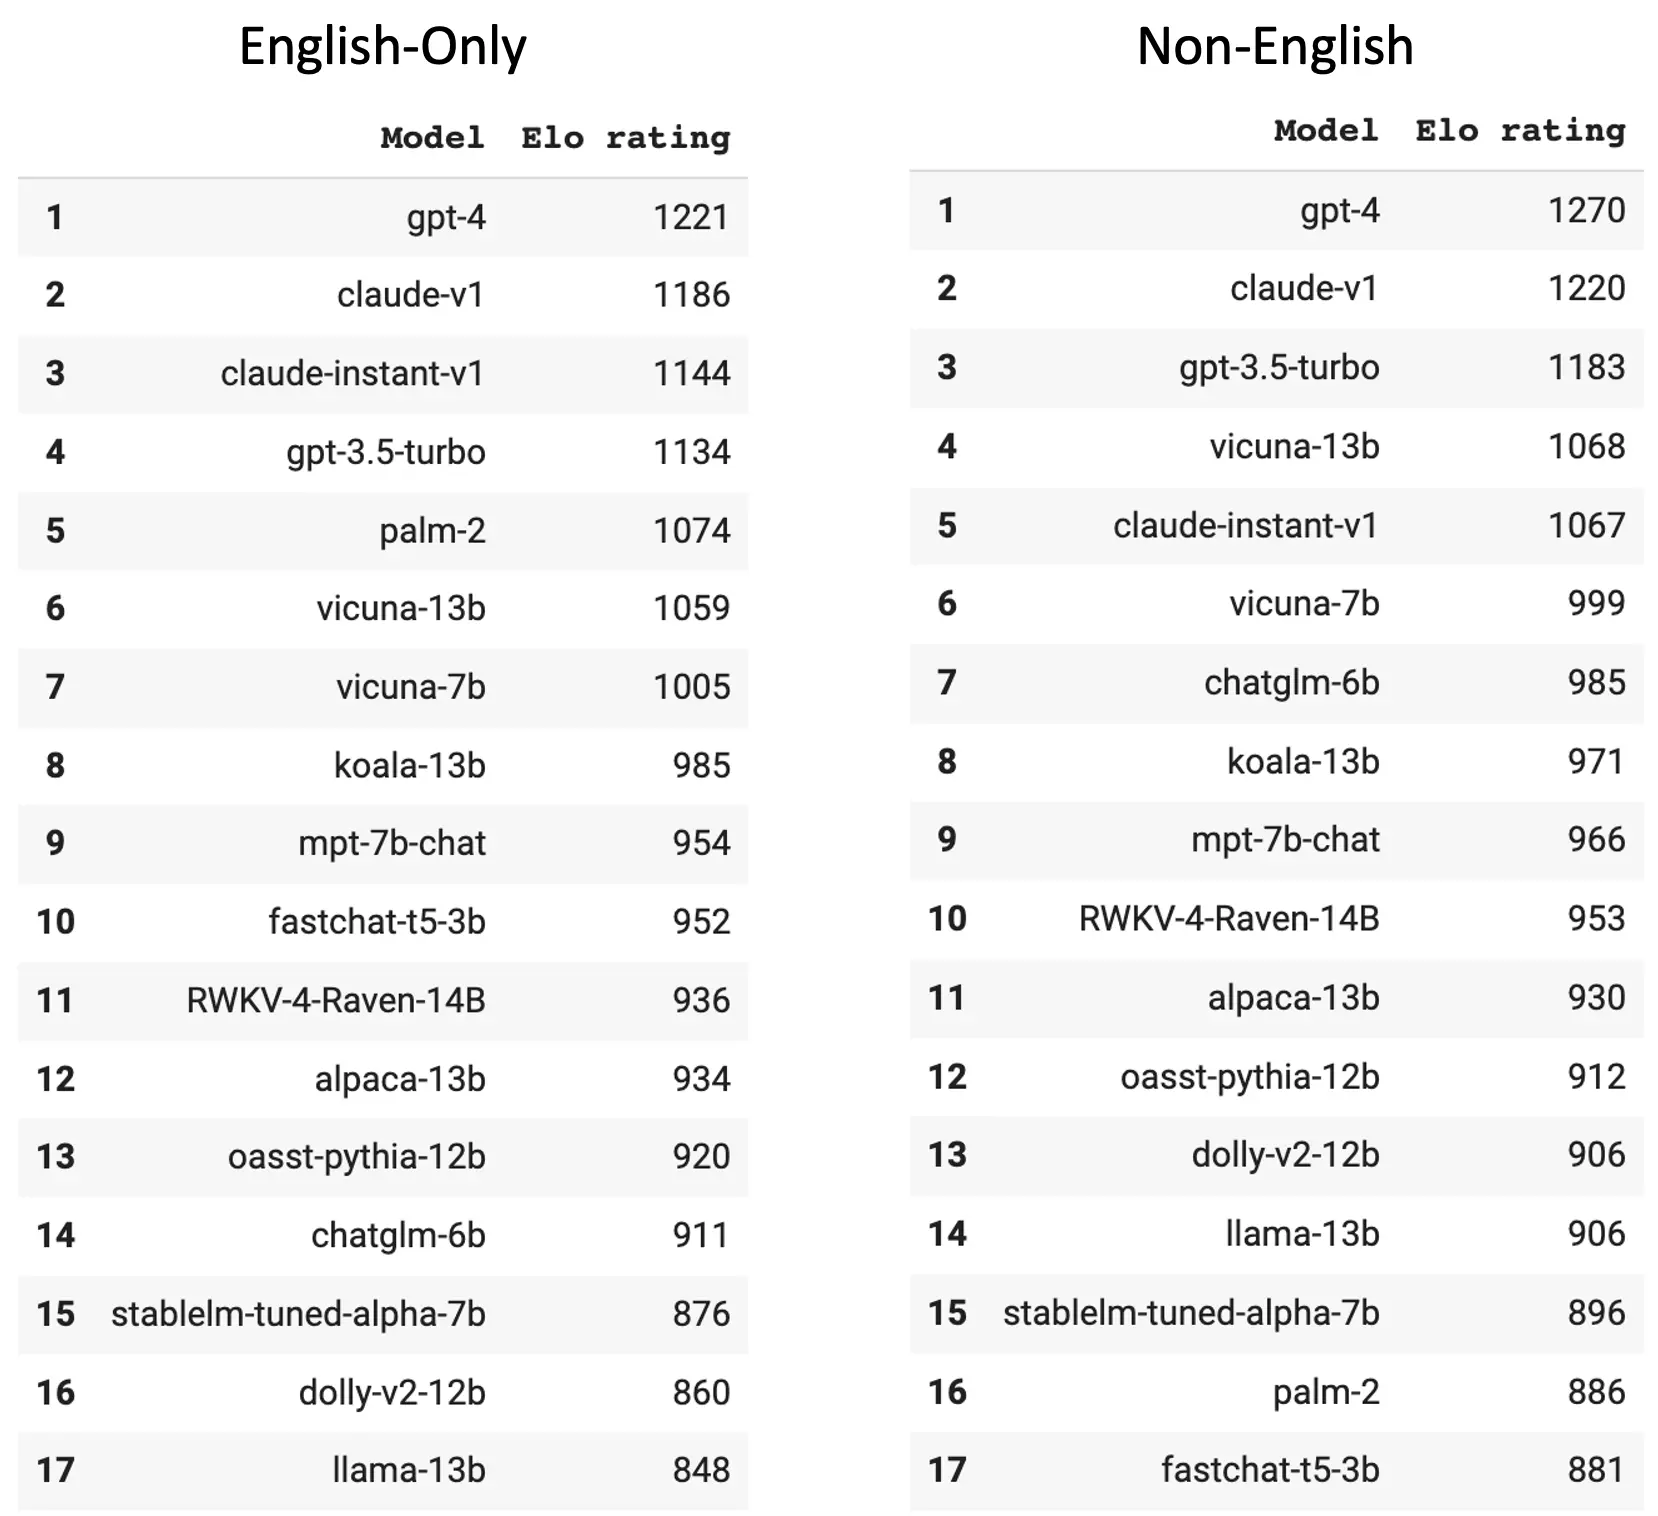 English-Only
Model Elo rating
1 gpt-4 1221
2 claude-v1 1186
3 claude-instant-v1 1144
4 gpt-3.5-turbo 1134
5 palm-2 1074
6 vicuna-13b 1059
7 vicuna-7b 1005
8 koala-13b 985
9 mpt-7b-chat 954
10 fastchat-t5-3b 952
11 RWKV-4-Raven-14B 936
12 alpaca-13b 934
13 oasst-pythia-12b 920
14 chatglm-6b 911
15 stablelm-tuned-alpha-7b 876
16 dolly-v2-12b 860
17 llama-13b 848
Non-English
Model Elo rating
1 gpt-4 1270
2 claude-v1 1220
3 gpt-3.5-turbo 1183
4 vicuna-13b 1068
5 claude-instant-v1 1067
6 vicuna-7b 999
7 chatglm-6b 985
8 koala-13b 971
9 mpt-7b-chat 966
10 RWKV-4-Raven-14B 953
11 alpaca-13b 930
12 oasst-pythia-12b 912
13 dolly-v2-12b 906
14 llama-13b 906
15 stablelm-tuned-alpha-7b 896
16 palm-2 886
17 fastchat-t5-3b 881